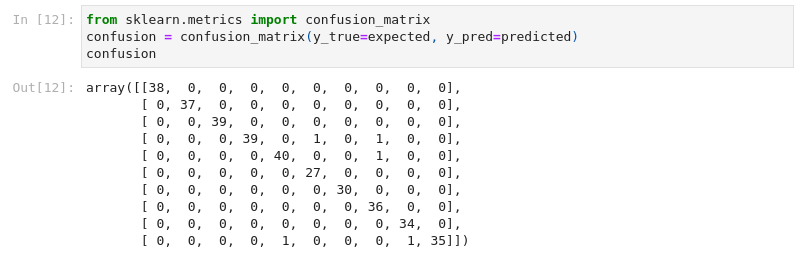 In [12]: from sklearn.metrics import confusion_matrix
confusion = confusion_matrix(y_true=expected, y_pred=predicted)
confusion
Out[12]: array([[38,  0,  0,  0,  0,  0,  0,  0,  0,  0],
[ 0, 37,  0,  0,  0,  0,  0,  0,  0,  0],
[ 0,  0, 39,  0,  0,  0,  0,  0,  0,  0],
[ 0,  0,  0, 39,  0,  1,  0,  1,  0,  0],
[ 0,  0,  0,  0, 40,  0,  0,  1,  0,  0],
[ 0,  0,  0,  0,  0, 27,  0,  0,  0,  0],
[ 0,  0,  0,  0,  0,  0, 30,  0,  0,  0],
[ 0,  0,  0,  0,  0,  0,  0, 36,  0,  0],
[ 0,  0,  0,  0,  0,  0,  0,  0, 34,  0],
[ 0,  0,  0,  0,  1,  0,  0,  0,  1, 35]])